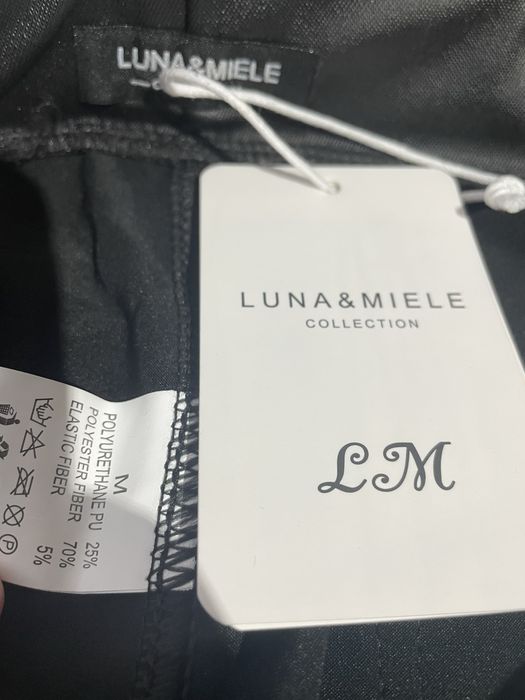 LUNA&MIELE
LUNA&MIELE
COLLECTION
LM
M
POLYURETHANE PU 25%
POLYESTER FIBER 70%
ELASTIC FIBER 5%
P